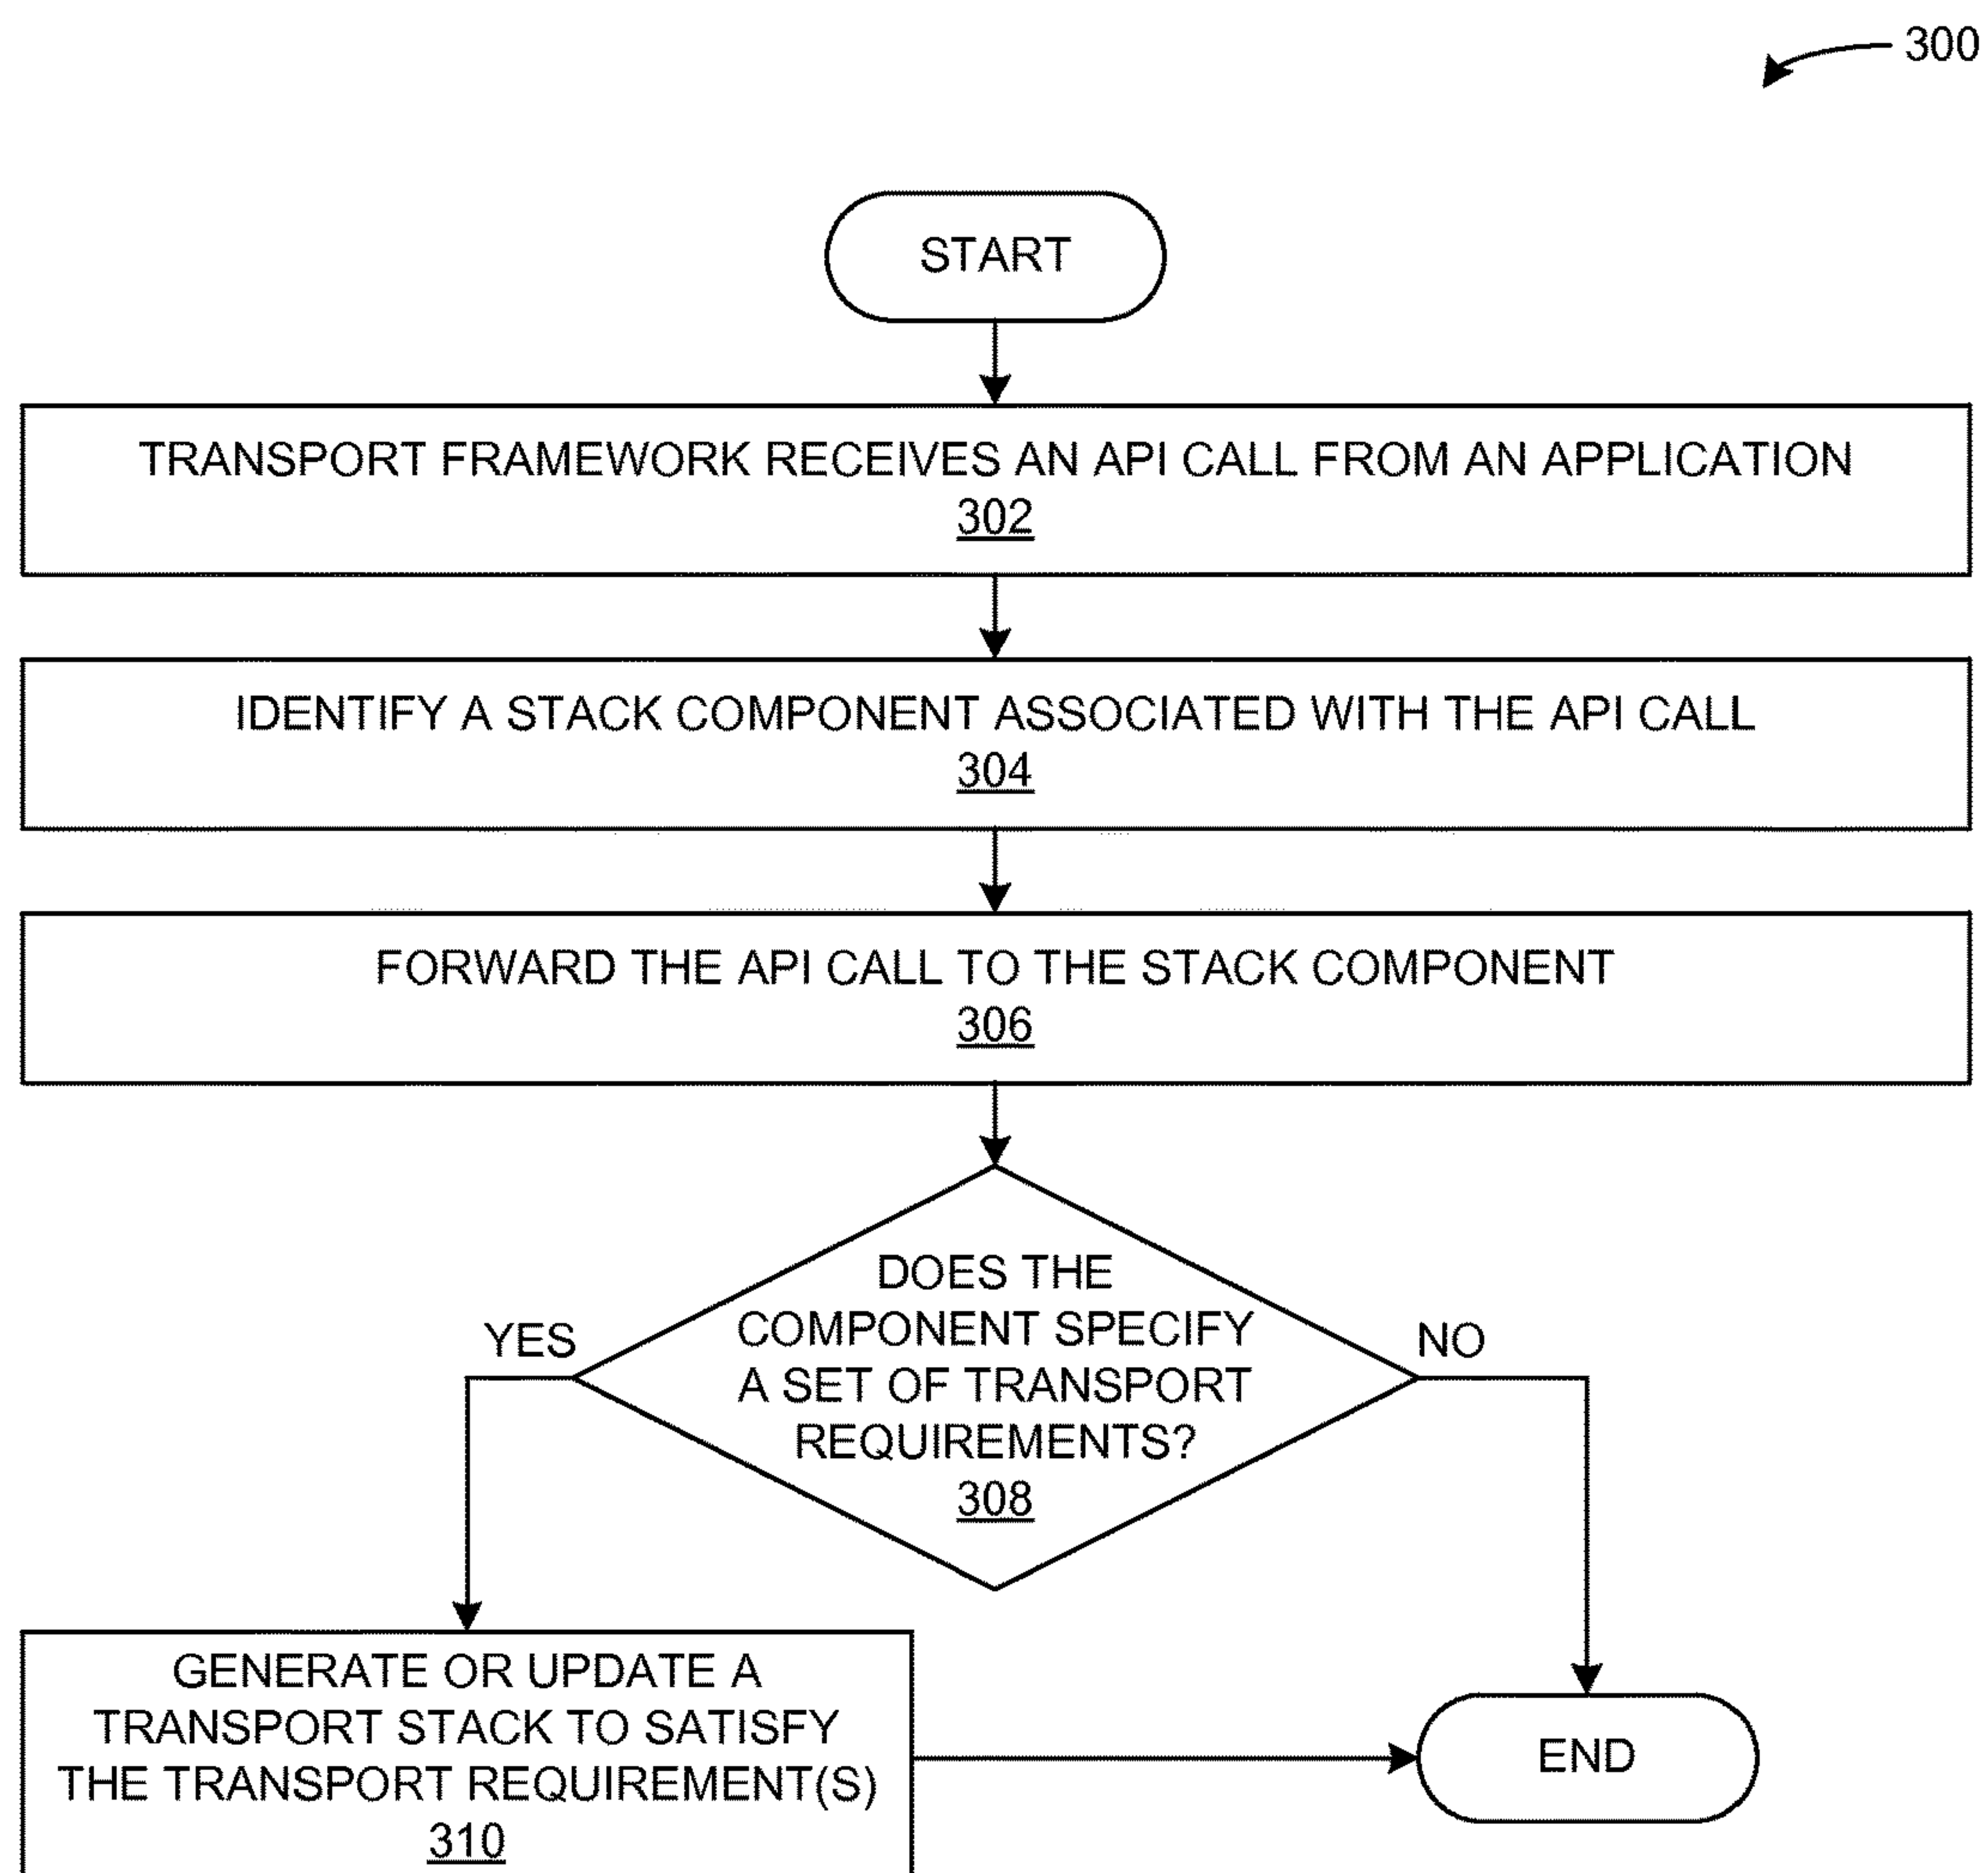 300
START
TRANSPORT FRAMEWORK RECEIVES AN API CALL FROM AN APPLICATION
302
IDENTIFY A STACK COMPONENT ASSOCIATED WITH THE API CALL
304
FORWARD THE API CALL TO THE STACK COMPONENT
306
DOES THE
COMPONENT SPECIFY
A SET OF TRANSPORT
REQUIREMENTS?
308
YES
NO
GENERATE OR UPDATE A
TRANSPORT STACK TO SATISFY
THE TRANSPORT REQUIREMENT(S)
310
END